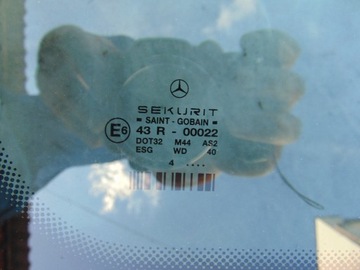 SEKURIT
= SAINT - GOBAIN =
E6 43 R - 00022
DOT32 M44 AS2
ESG WD 40
4 ....